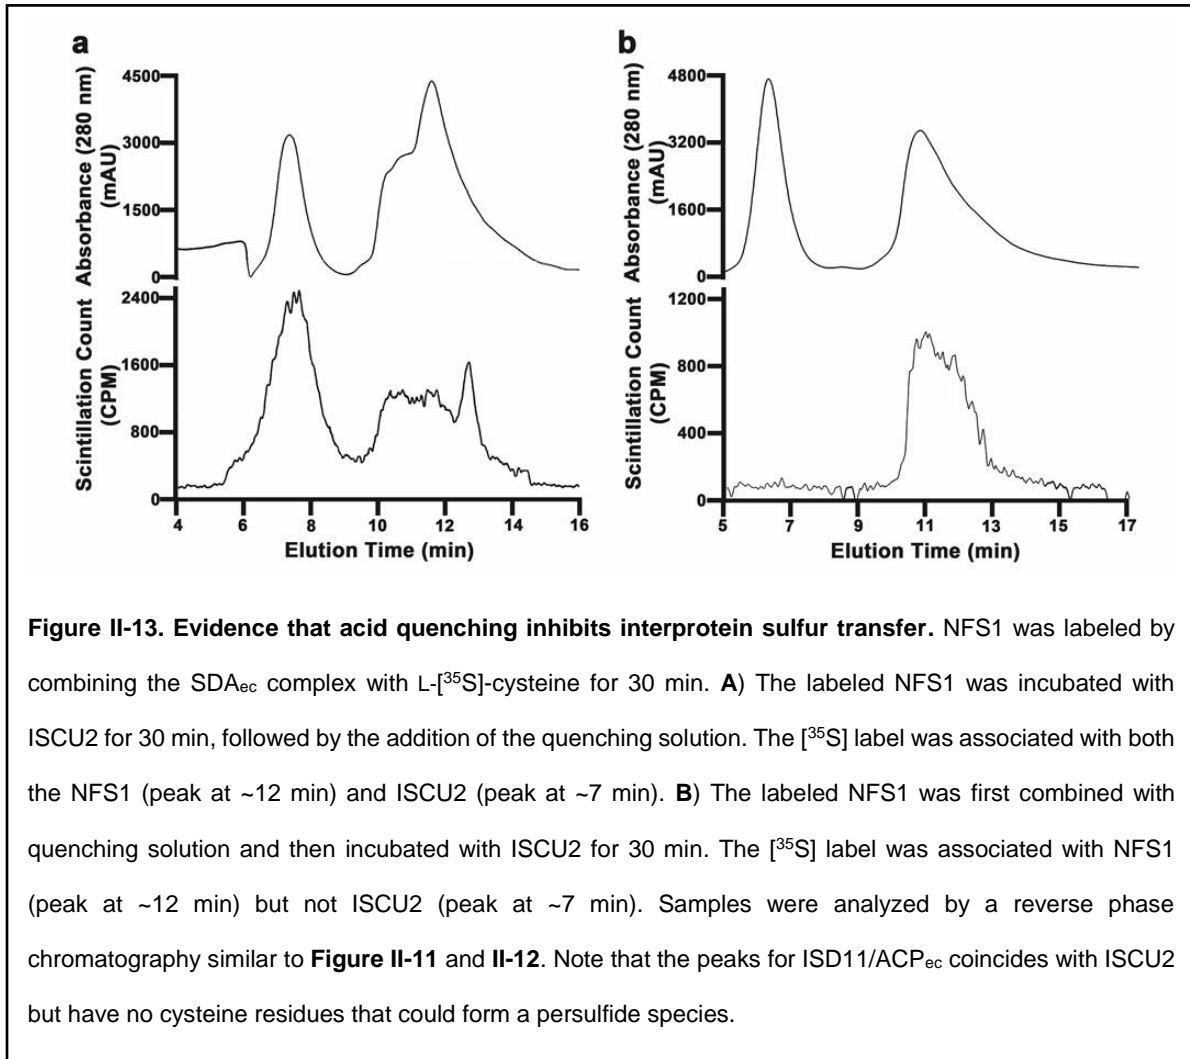 a
b
4500
3000
1500
0
Absorbance (280 nm)
(mAU)
2400
1600
800
0
Scintillation Count
(CPM)
4 6 8 10 12 14 16
Elution Time (min)
4800
3200
1600
0
Absorbance (280 nm)
(mAU)
1200
800
400
0
Scintillation Count
(CPM)
5 7 9 11 13 15 17
Elution Time (min)
Figure II-13. Evidence that acid quenching inhibits interprotein sulfur transfer. NFS1 was labeled by
combining the SDAec complex with L-[35S]-cysteine for 30 min. A) The labeled NFS1 was incubated with
ISCU2 for 30 min, followed by the addition of the quenching solution. The [35S] label was associated with both
the NFS1 (peak at ~12 min) and ISCU2 (peak at ~7 min). B) The labeled NFS1 was first combined with
quenching solution and then incubated with ISCU2 for 30 min. The [35S] label was associated with NFS1
(peak at ~12 min) but not ISCU2 (peak at ~7 min). Samples were analyzed by a reverse phase
chromatography similar to Figure II-11 and II-12. Note that the peaks for ISD11/ACPec coincides with ISCU2
but have no cysteine residues that could form a persulfide species.